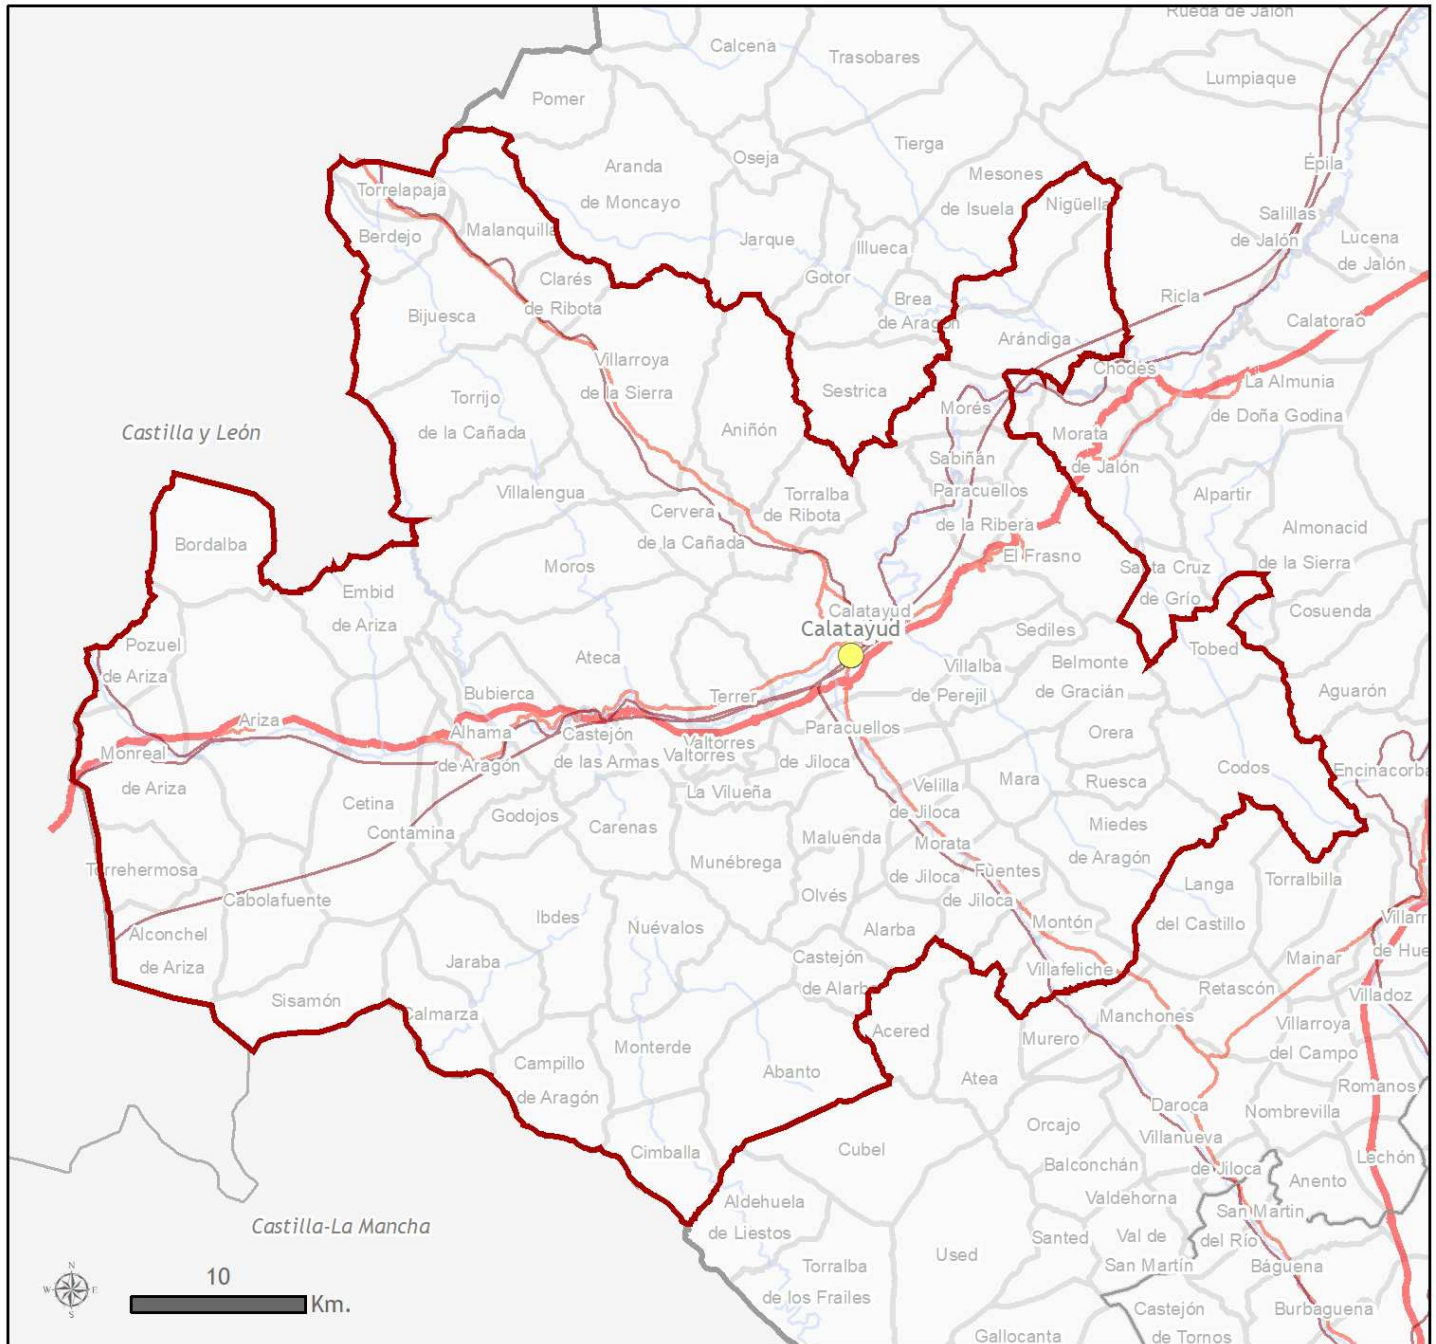 Rueda de Jalón
Calcena
Trasobares
Lumpiaque
Pomer
Tierga
Oseja
Aranda
de Moncayo
Épila
Mesones
de Isuela
Torrelapaja
Nigüella
Salillas
de Jalón
Malanquilla
Berdejo
Jarque
Illueca
Lucena
de Jalón
Clarés
de Ribota
Gotor
Brea
de Aragón
Ricla
Bijuesca
Calatorao
Arándiga
Villarroya
de la Sierra
Chodes
Sestrica
La Almunia
de Doña Godina
Torrijo
de la Cañada
Morés
Castilla y León
Aniñón
Morata
de Jalón
Sabiñán
Villalengua
Torralba
de Ribota
Paracuellos
de la Ribera
Alpartir
Cervera
de la Cañada
Almonacid
de la Sierra
Bordalba
El Frasno
Moros
Santa Cruz
de Grío
Embid
de Ariza
Calatayud
Calatayud
Cosuenda
Sediles
Pozuel
de Ariza
Ateca
Tobed
Villalba
de Perejil
Belmonte
de Gracián
Bubierca
Terrer
Aguarón
Ariza
Alhama
de Aragón
Castejón
de las Armas
Valtorres
Valtorres
Paracuellos
de Jiloca
Orera
Monreal
de Ariza
Codos
Encinacorba
Velilla
de Jiloca
Mara
Ruesca
La Vilueña
Cetina
Godojos
Carenas
Contamina
Maluenda
Miedes
de Aragón
Morata
de Jiloca
Munébrega
Torrehermosa
Fuentes
de Jiloca
Torralbilla
Langa
del Castillo
Cabolafuente
Olvés
Ibdes
Nuévalos
Alarba
Montón
Villarr
de Hue
Alconchel
de Ariza
Jaraba
Castejón
de Alarba
Mainar
Villafeliche
Retascón
Villadoz
Sisamón
Calmarza
Manchones
Acered
Murero
Villarroya
del Campo
Monterde
Campillo
de Aragón
Abanto
Atea
Romanos
Daroca
Nombrevilla
Orcajo
Villanueva
de Jiloca
Cimballa
Cubel
Lechón
Balconchán
Anento
Aldehuela
de Liestos
Valdehorna
San Martin
del Río
Castilla-La Mancha
Santed
Val de
San Martín
Used
Torralba
de los Frailes
Báguena
N
W
E
S
10
Km.
Castejón
de Tornos
Burbaguena
Gallocanta